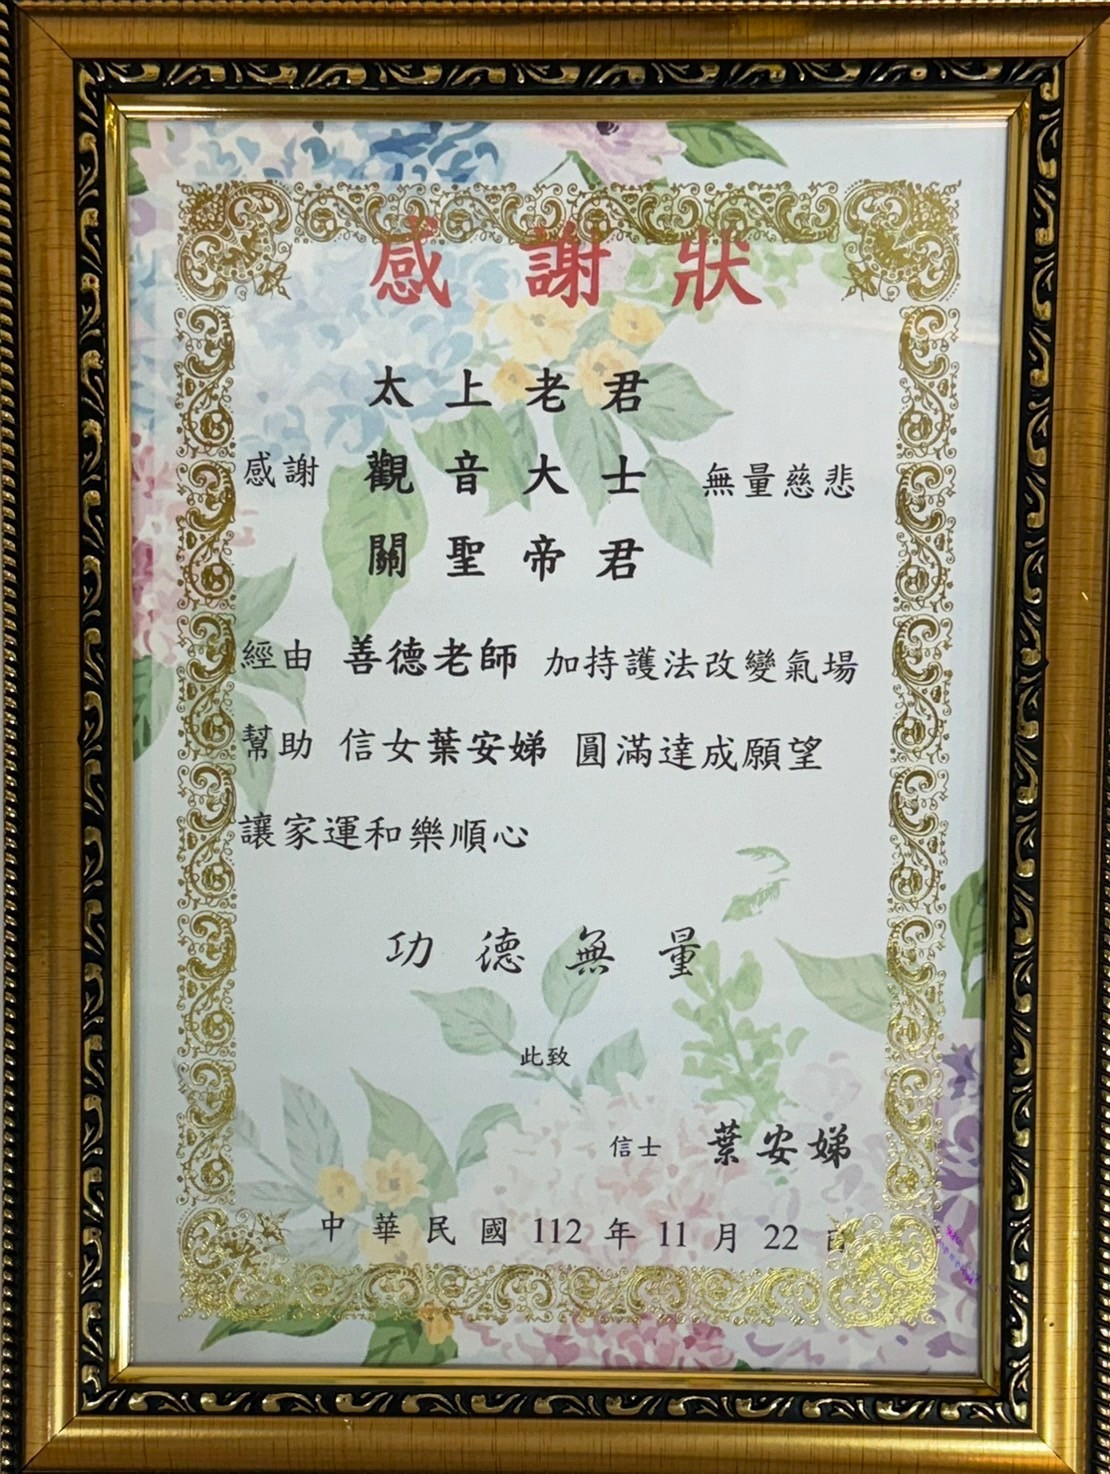 感謝狀
太上老君
感謝 觀音大士 無量慈悲
關聖帝君
經由 善德老師 加持護法改變氣場
幫助 信女葉安娣 圓滿達成願望
讓家運和樂順心
功德無量
此致
信士 葉安娣
中華民國 112 年 11 月 22 日